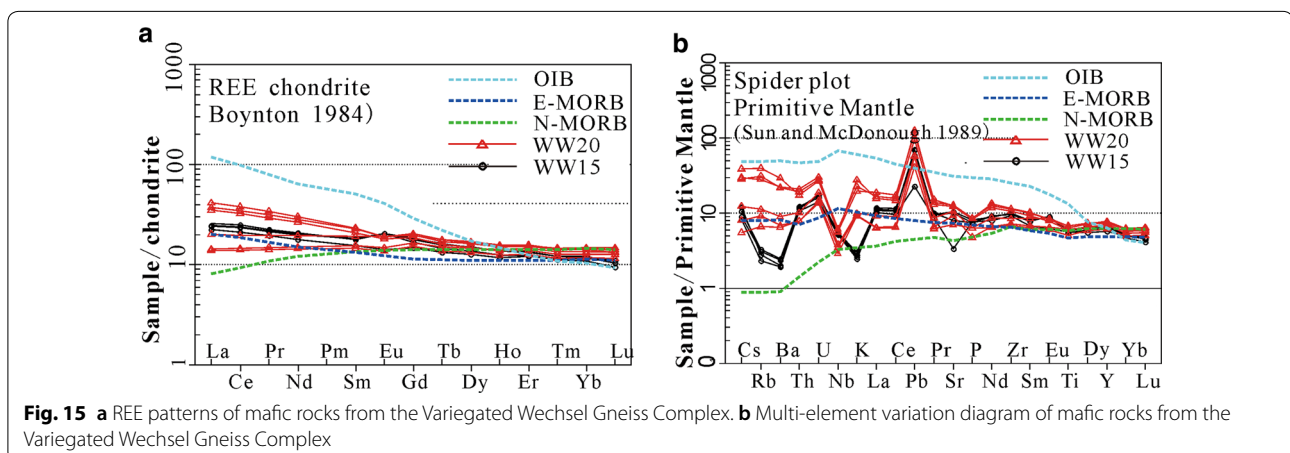 a
1000
100
10
1
Sample/chondrite
REE chondrite
Boynton 1984)
OIB
E-MORB
N-MORB
WW20
WW15
La Pr Pm Eu Tb Ho Tm Lu
Ce Nd Sm Gd Dy Er Yb
b
1000
100
10
1
0
Sample/Primitive Mantle
Spider plot
Primitive Mantle
(Sun and McDonough 1989)
OIB
E-MORB
N-MORB
WW20
WW15
Cs Ba U K Ce Pr P Zr Eu Dy Yb
Rb Th Nb La Pb Sr Nd Sm Ti Y Lu
Fig. 15 a REE patterns of mafic rocks from the Variegated Wechsel Gneiss Complex. b Multi-element variation diagram of mafic rocks from the
Variegated Wechsel Gneiss Complex